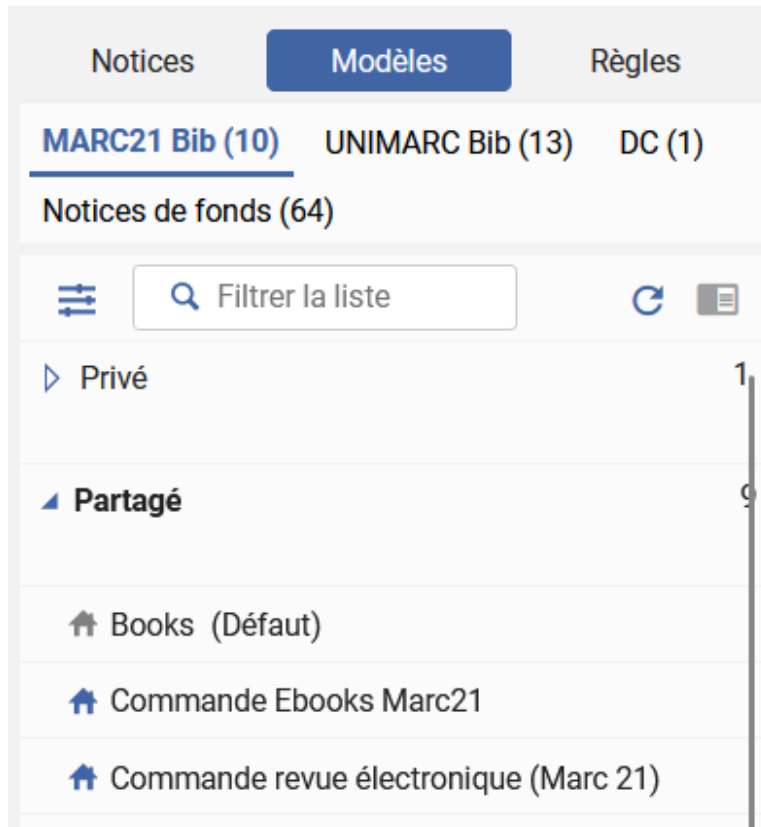 Notices Modèles Règles
MARC21 Bib (10) UNIMARC Bib (13) DC (1)
Notices de fonds (64)
Filtrer la liste
Privé 1
Partagé 9
Books (Défaut)
Commande Ebooks Marc21
Commande revue électronique (Marc 21)